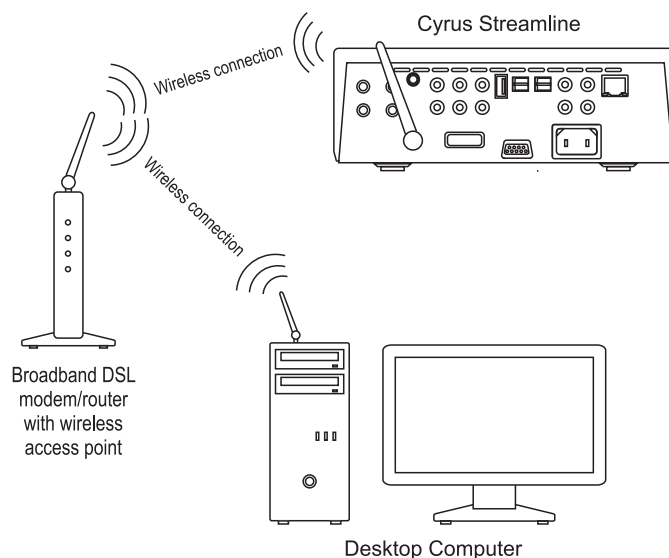 Cyrus Streamline
Wireless connection
Wireless connection
Broadband DSL
modem/router
with wireless
access point
Desktop Computer